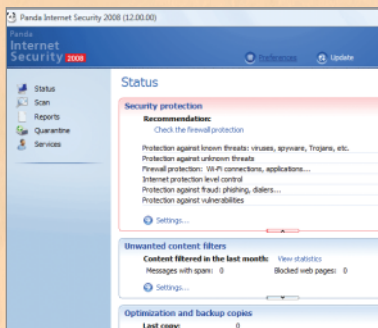 Panda Internet Security 2008 (12.00.00)
Panda
Internet
Security 2008
Preferences
Update
Status
Scan
Reports
Quarantine
Services
Status
Security protection
Recommendation:
Check the firewall protection
Protection against known threats: viruses, spyware, Trojans, etc.
Protection against unknown threats
Firewall protection: Wi-Fi connections, applications...
Internet protection level control
Protection against fraud: phishing, dialers...
Protection against vulnerabilities
Settings...
Unwanted content filters
Content filtered in the last month: View statistics
Messages with spam: 0 Blocked web pages: 0
Settings...
Optimization and backup copies
Last copy: 0